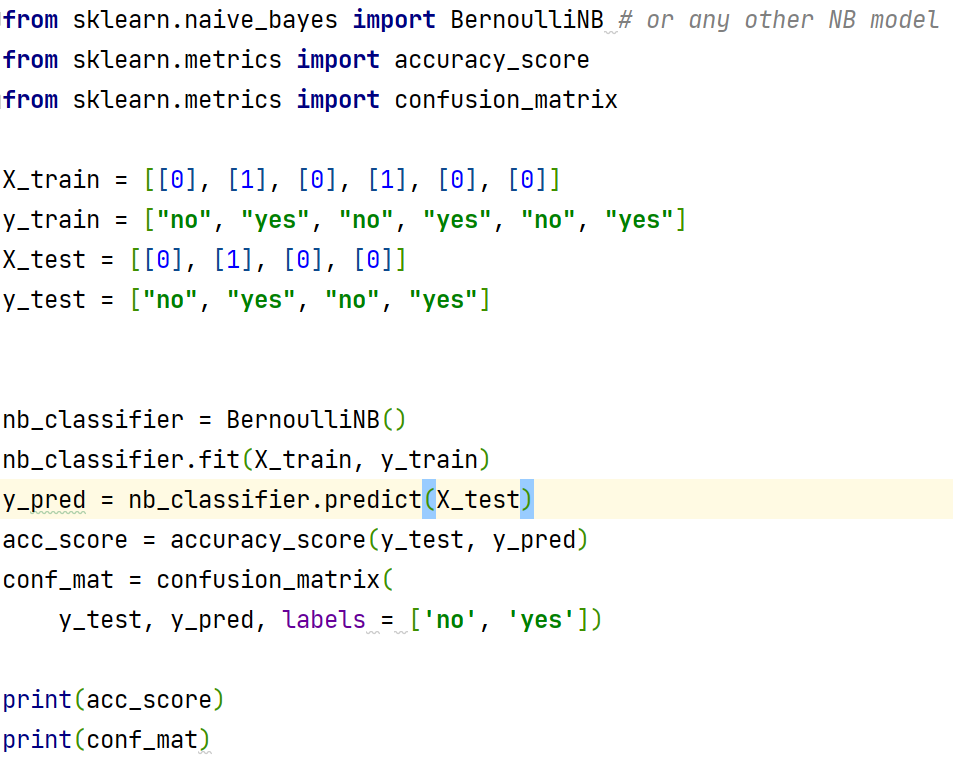 from sklearn.naive_bayes import BernoulliNB # or any other NB model
from sklearn.metrics import accuracy_score
from sklearn.metrics import confusion_matrix
X_train = [[0], [1], [0], [1], [0], [0]]
y_train = ["no", "yes", "no", "yes", "no", "yes"]
X_test = [[0], [1], [0], [0]]
y_test = ["no", "yes", "no", "yes"]
nb_classifier = BernoulliNB()
nb_classifier.fit(X_train, y_train)
y_pred = nb_classifier.predict(X_test)
acc_score = accuracy_score(y_test, y_pred)
conf_mat = confusion_matrix(
    y_test, y_pred, labels = ['no', 'yes'])
print(acc_score)
print(conf_mat)